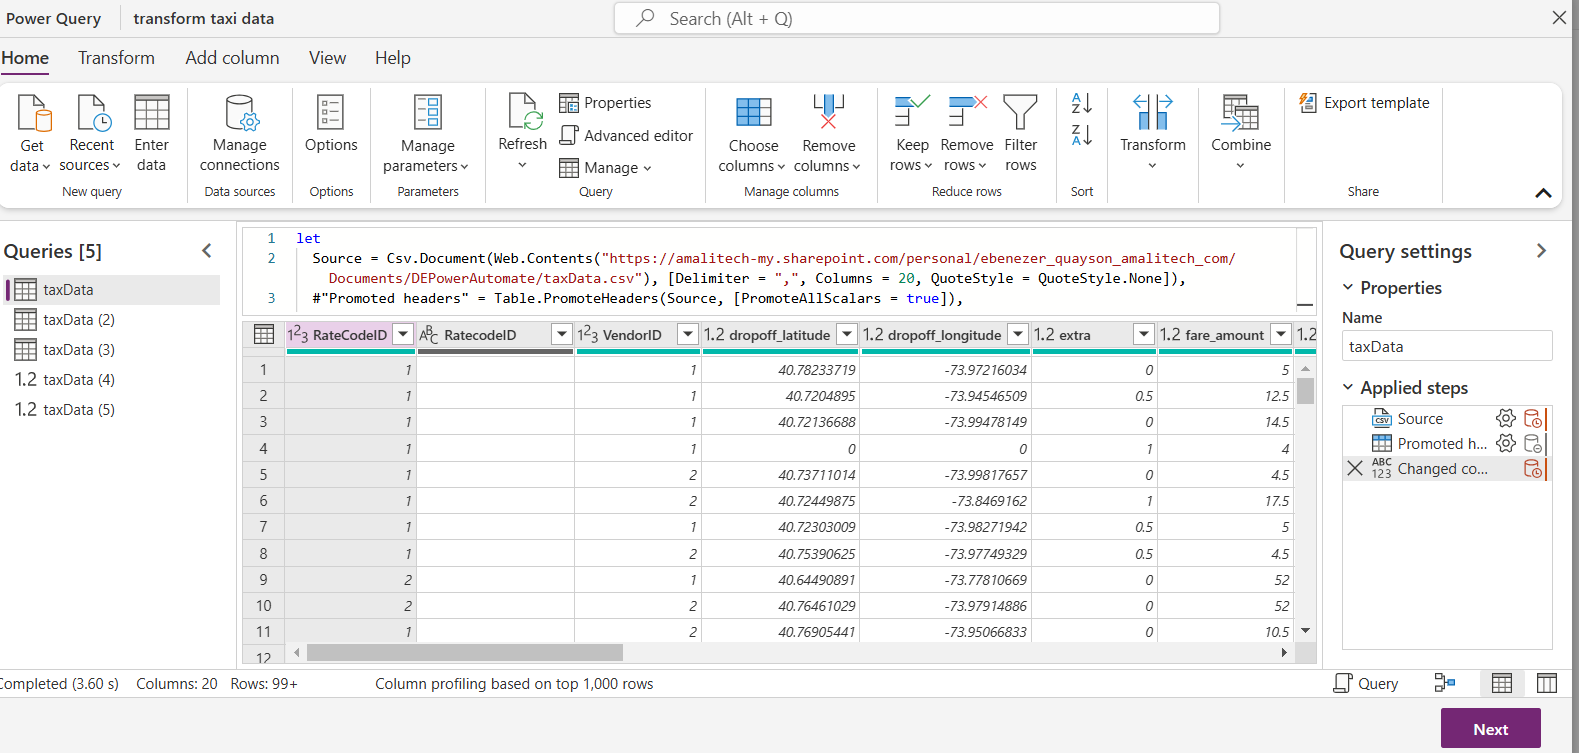 Power Query
transform taxi data
Search (Alt + Q)
Home
Transform
Add column
View
Help
Get data
Recent sources
Enter data
New query
Manage connections
Data sources
Options
Options
Manage parameters
Parameters
Refresh
Properties
Advanced editor
Manage
Query
Choose columns
Remove columns
Manage columns
Keep rows
Remove rows
Filter rows
Reduce rows
A Z
Z A
Sort
Transform
Combine
Export template
Share
Queries [5]
taxData
taxData (2)
taxData (3)
1.2 taxData (4)
1.2 taxData (5)
1 let
2 Source = Csv.Document(Web.Contents("https://amalitech-my.sharepoint.com/personal/ebenezer_quayson_amalitech_com/
Documents/DEPowerAutomate/taxData.csv"), [Delimiter = ",", Columns = 20, QuoteStyle = QuoteStyle.None]),
3 #"Promoted headers" = Table.PromoteHeaders(Source, [PromoteAllScalars = true]),
123 RateCodeID ABC RatecodeID 123 VendorID 1.2 dropoff_latitude 1.2 dropoff_longitude 1.2 extra 1.2 fare_amount 1.2
1 1 1 40.78233719 -73.97216034 0 5
2 1 1 40.7204895 -73.94546509 0.5 12.5
3 1 1 40.72136688 -73.99478149 0 14.5
4 1 1 0 0 1 4
5 1 2 40.73711014 -73.99817657 0 4.5
6 1 2 40.72449875 -73.8469162 1 17.5
7 1 1 40.72303009 -73.98271942 0.5 5
8 1 2 40.75390625 -73.97749329 0.5 4.5
9 2 1 40.64490891 -73.77810669 0 52
10 2 2 40.76461029 -73.97914886 0 52
11 1 2 40.76905441 -73.95066833 0 10.5
12
Query settings
Properties
Name
taxData
Applied steps
CSV Source
Promoted h...
ABC 123 Changed co...
Completed (3.60 s) Columns: 20 Rows: 99+ Column profiling based on top 1,000 rows
Query
Next